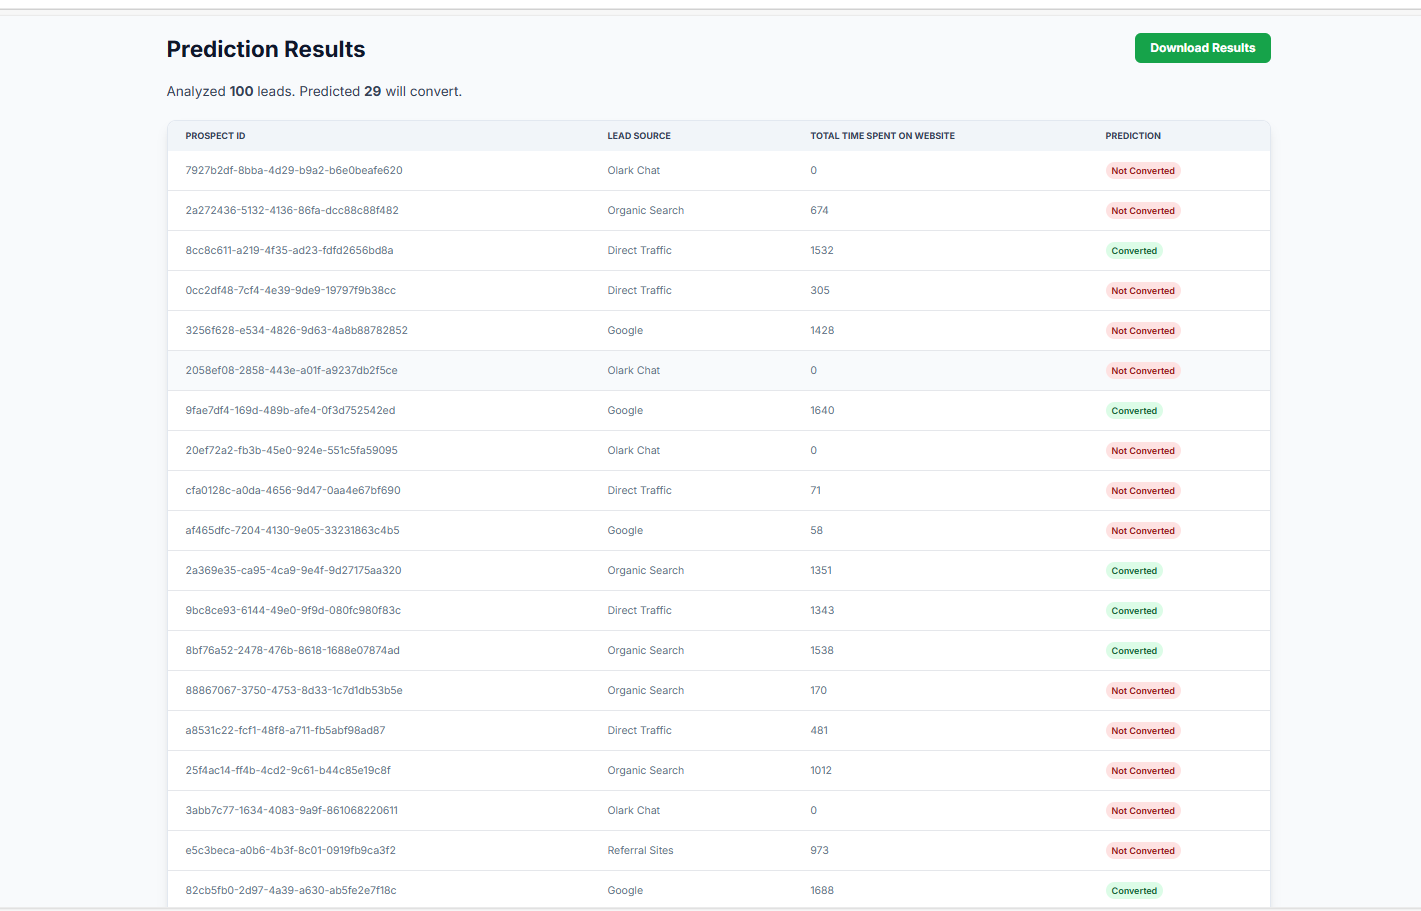 Prediction Results
Download Results
Analyzed 100 leads. Predicted 29 will convert.
PROSPECT ID LEAD SOURCE TOTAL TIME SPENT ON WEBSITE PREDICTION
7927b2df-8bba-4d29-b9a2-b6e0beafe620 Olark Chat 0 Not Converted
2a272436-5132-4136-86fa-dcc88c88f482 Organic Search 674 Not Converted
8cc8c611-a219-4f35-ad23-fdfd2656bd8a Direct Traffic 1532 Converted
0cc2df48-7cf4-4e39-9de9-19797f9b38cc Direct Traffic 305 Not Converted
3256f628-e534-4826-9d63-4a8b88782852 Google 1428 Not Converted
2058ef08-2858-443e-a01f-a9237db2f5ce Olark Chat 0 Not Converted
9fae7df4-169d-489b-afe4-0f3d752542ed Google 1640 Converted
20ef72a2-fb3b-45e0-924e-551c5fa59095 Olark Chat 0 Not Converted
cfa0128c-a0da-4656-9d47-0aa4e67bf690 Direct Traffic 71 Not Converted
af465dfc-7204-4130-9e05-33231863c4b5 Google 58 Not Converted
2a369e35-ca95-4ca9-9e4f-9d27175aa320 Organic Search 1351 Converted
9bc8ce93-6144-49e0-9f9d-080fc980f83c Direct Traffic 1343 Converted
8bf76a52-2478-476b-8618-1688e07874ad Organic Search 1538 Converted
88867067-3750-4753-8d33-1c7d1db53b5e Organic Search 170 Not Converted
a8531c22-fcf1-48f8-a711-fb5abf98ad87 Direct Traffic 481 Not Converted
25f4ac14-ff4b-4cd2-9c61-b44c85e19c8f Organic Search 1012 Not Converted
3abb7c77-1634-4083-9a9f-861068220611 Olark Chat 0 Not Converted
e5c3beca-a0b6-4b3f-8c01-0919fb9ca3f2 Referral Sites 973 Not Converted
82cb5fb0-2d97-4a39-a630-ab5fe2e7f18c Google 1688 Converted